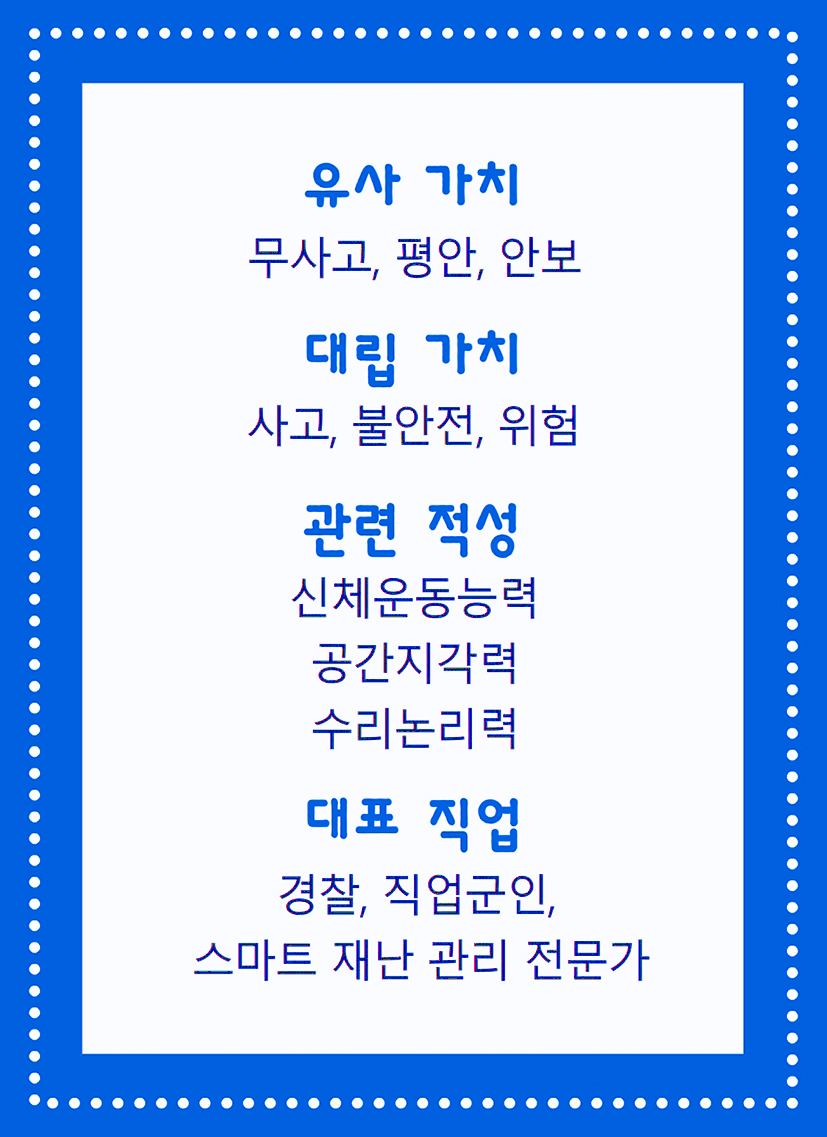 유사 가치
무사고, 평안, 안보
대립 가치
사고, 불안전, 위험
관련 적성
신체운동능력
공간지각력
수리논리력
대표 직업
경찰, 직업군인,
스마트 재난 관리 전문가